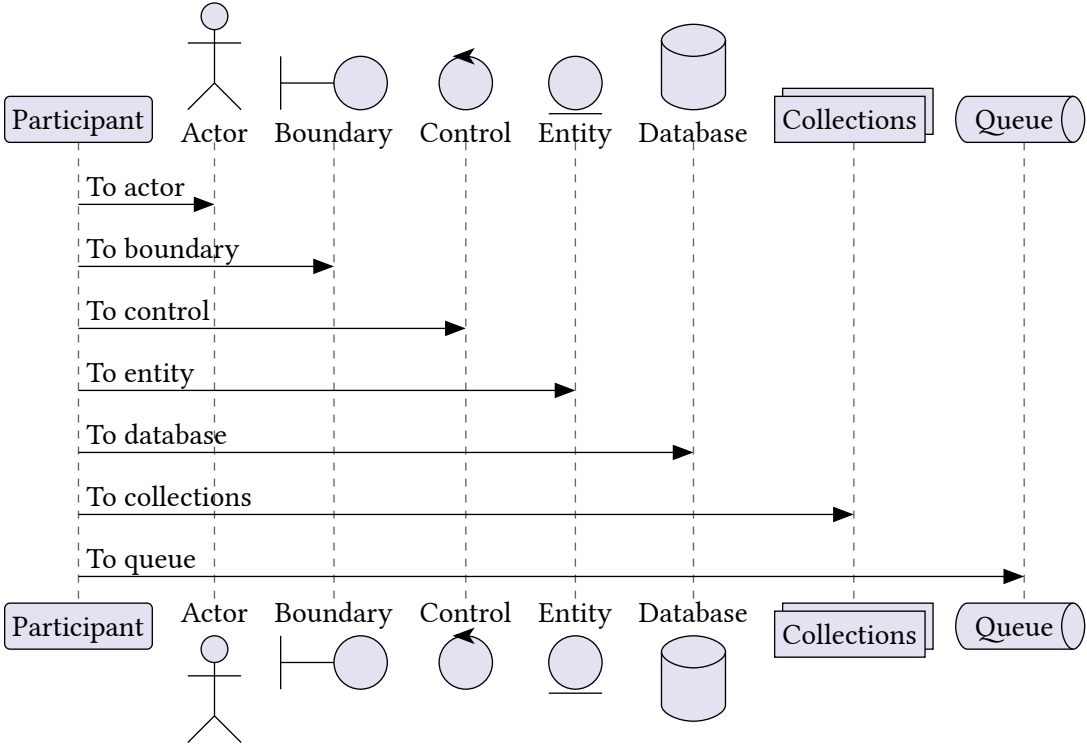 Participant Actor Boundary Control Entity Database Collections Queue
To actor
To boundary
To control
To entity
To database
To collections
To queue
Participant Actor Boundary Control Entity Database Collections Queue